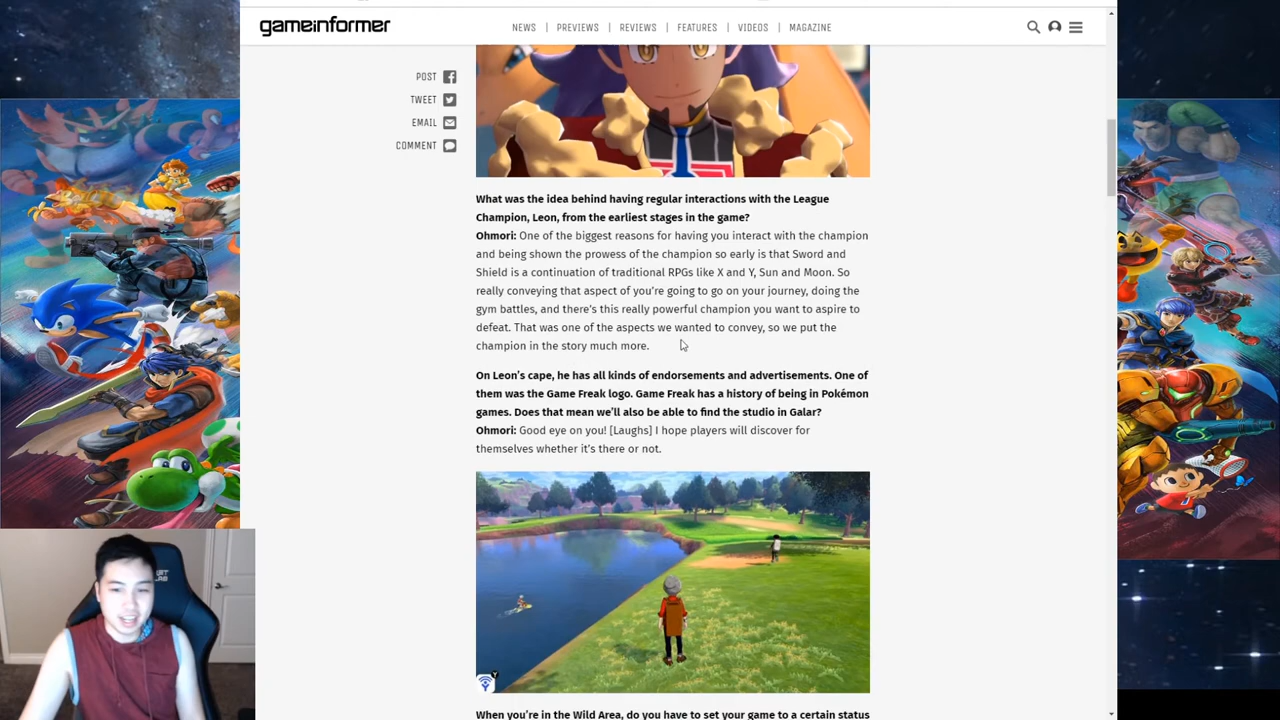 gameinformer
NEWS | PREVIEWS | REVIEWS | FEATURES | VIDEOS | MAGAZINE
POST
TWEET
EMAIL
COMMENT
What was the idea behind having regular interactions with the League
Champion, Leon, from the earliest stages in the game?
Ohmori: One of the biggest reasons for having you interact with the champion
and being shown the prowess of the champion so early is that Sword and
Shield is a continuation of traditional RPGs like X and Y, Sun and Moon. So
really conveying that aspect of you're going to go on your journey, doing the
gym battles, and there's this really powerful champion you want to aspire to
defeat. That was one of the aspects we wanted to convey, so we put the
champion in the story much more.
On Leon's cape, he has all kinds of endorsements and advertisements. One of
them was the Game Freak logo. Game Freak has a history of being in Pokémon
games. Does that mean we'll also be able to find the studio in Galar?
Ohmori: Good eye on you! [Laughs] I hope players will discover for
themselves whether it's there or not.
Y
When you're in the Wild Area, do you have to set your game to a certain status